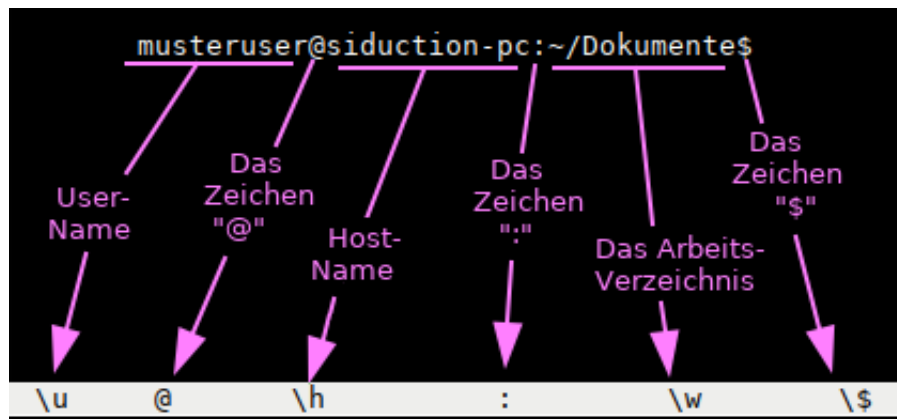 musteruser@siduction-pc:~/Dokumente$
User-
Name
Das
Zeichen
"@"
Host-
Name
Das
Zeichen
":"
Das Arbeits-
Verzeichnis
Das
Zeichen
"$"
\u @ \h : \w \$